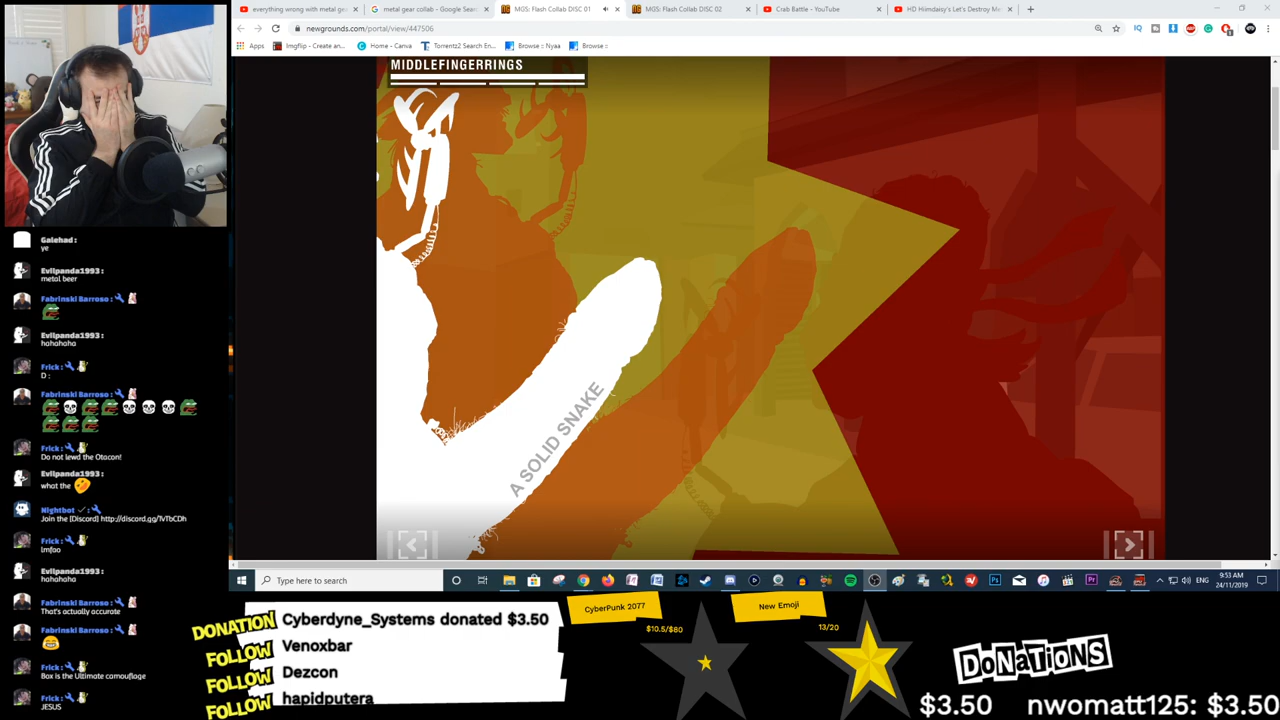 everything wrong with metal ge
metal gear collab - Google Sear
MGS: Flash Collab DISC 01
MGS: Flash Collab DISC 02
Crab Battle - YouTube
HD Hiimdaisy's Let's Destroy Me
newgrounds.com/portal/view/447506
Apps
Imgflip - Create an...
Home - Canva
Torrentz2 Search En...
Browse :: Nyaa
Browse ::
MIDDLEFINGERRINGS
A SOLID SNAKE
Galehad :
ye
Evilpanda1993 :
metal beer
Fabrinski Barroso :
Evilpanda1993 :
hahahaha
Frick :
D :
Fabrinski Barroso :
Frick :
Do not lewd the Otacon!
Evilpanda1993 :
what the
Nightbot :
Join the [Discord] http://discord.gg/1vTbCDh
Frick :
lmfao
Evilpanda1993 :
hahahaha
Fabrinski Barroso :
That's actually accurate
Fabrinski Barroso :
Frick :
Box is the Ultimate camouflage
Frick :
JESUS
Type here to search
ENG
9:53 AM
24/11/2019
DONATION Cyberdyne_Systems donated $3.50
FOLLOW Venoxbar
FOLLOW Dezcon
FOLLOW hapidputera
CyberPunk 2077
$10.5/$80
New Emoji
13/20
DONATIONS
$3.50 nwomatt125: $3.50